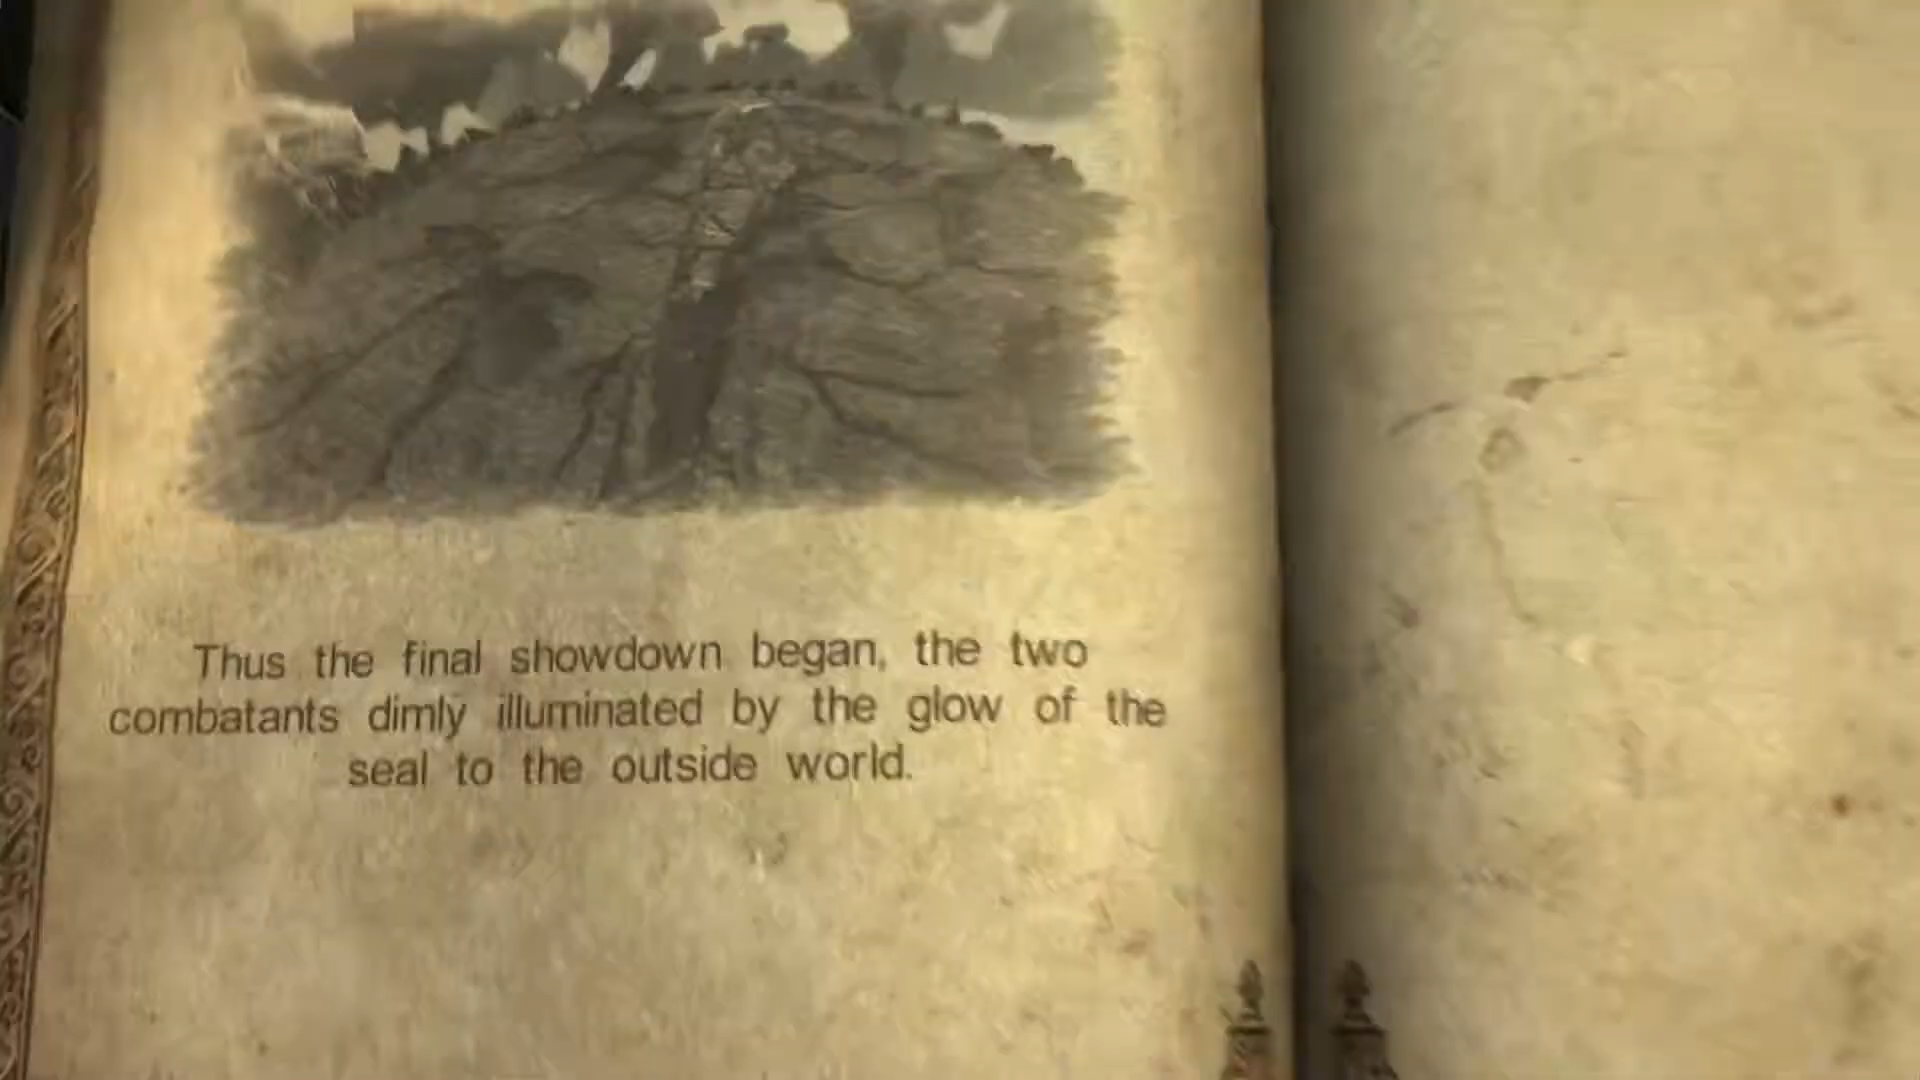 Thus the final showdown began, the two
combatants dimly illuminated by the glow of the
seal to the outside world.